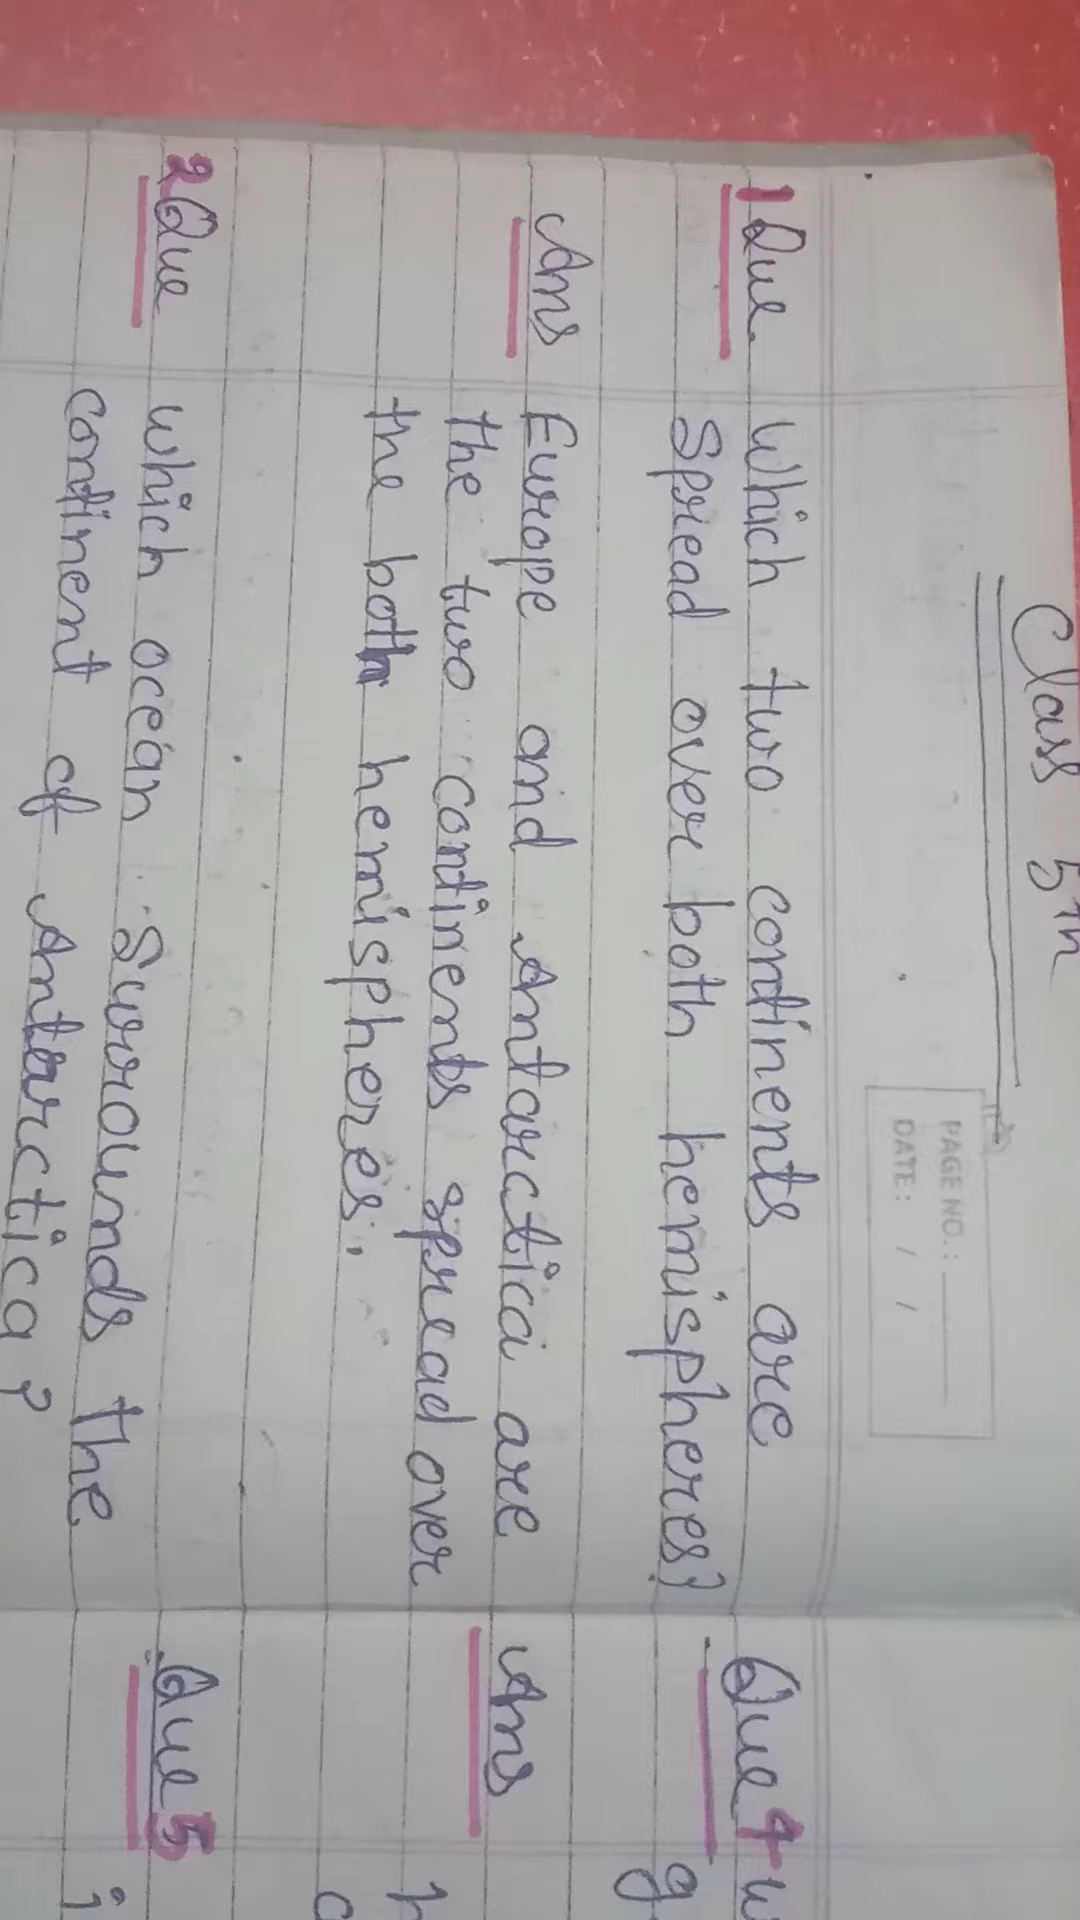 Class 5th
PAGE NO.:
DATE: / /
1 Que. Which two continents are
Spread over both hemispheres?
Ans Europe and Antarctica are
the two continents spread over
the both hemispheres.
2 Que which ocean Surrounds the
continent of Antarctica?
Que 4
Ans
Que 5